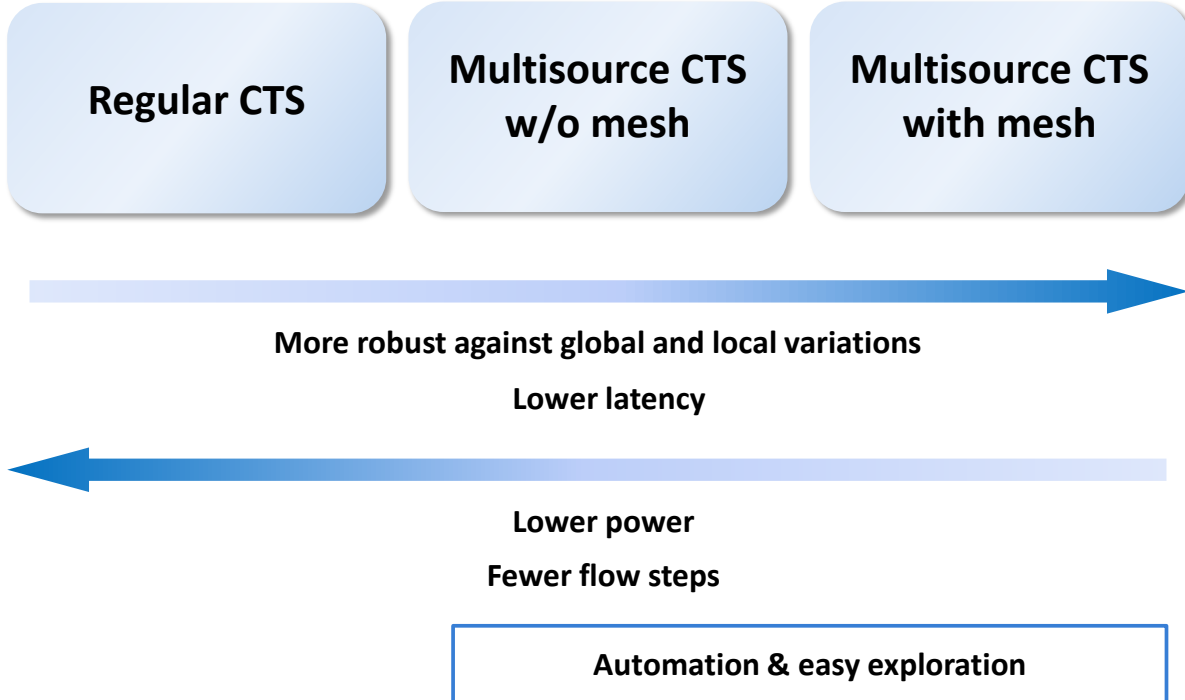 Regular CTS
Multisource CTS
w/o mesh
Multisource CTS
with mesh
More robust against global and local variations
Lower latency
Lower power
Fewer flow steps
Automation & easy exploration